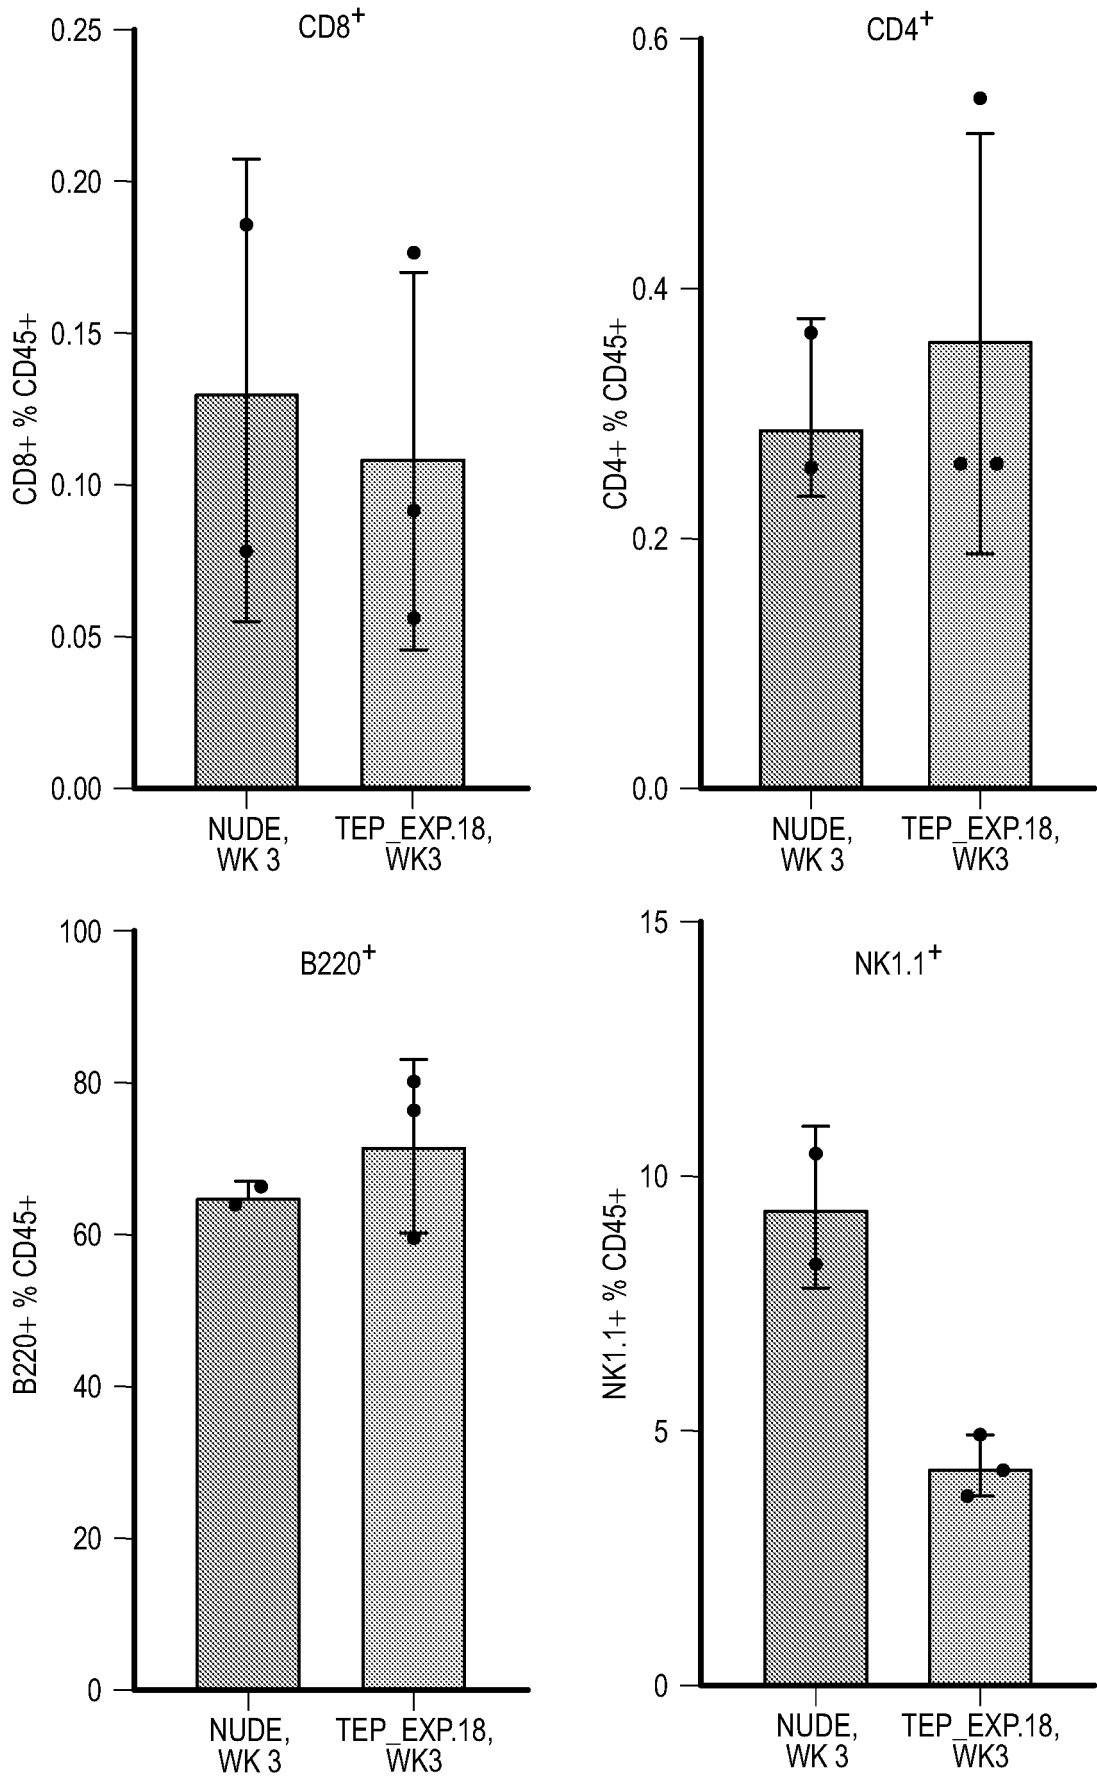 CD8+
CD8+ % CD45+
0.25
0.20
0.15
0.10
0.05
0.00
NUDE,
WK 3
TEP_EXP.18,
WK3
CD4+
CD4+ % CD45+
0.6
0.4
0.2
0.0
NUDE,
WK 3
TEP_EXP.18,
WK3
B220+
B220+ % CD45+
100
80
60
40
20
0
NUDE,
WK 3
TEP_EXP.18,
WK3
NK1.1+
NK1.1+ % CD45+
15
10
5
0
NUDE,
WK 3
TEP_EXP.18,
WK3